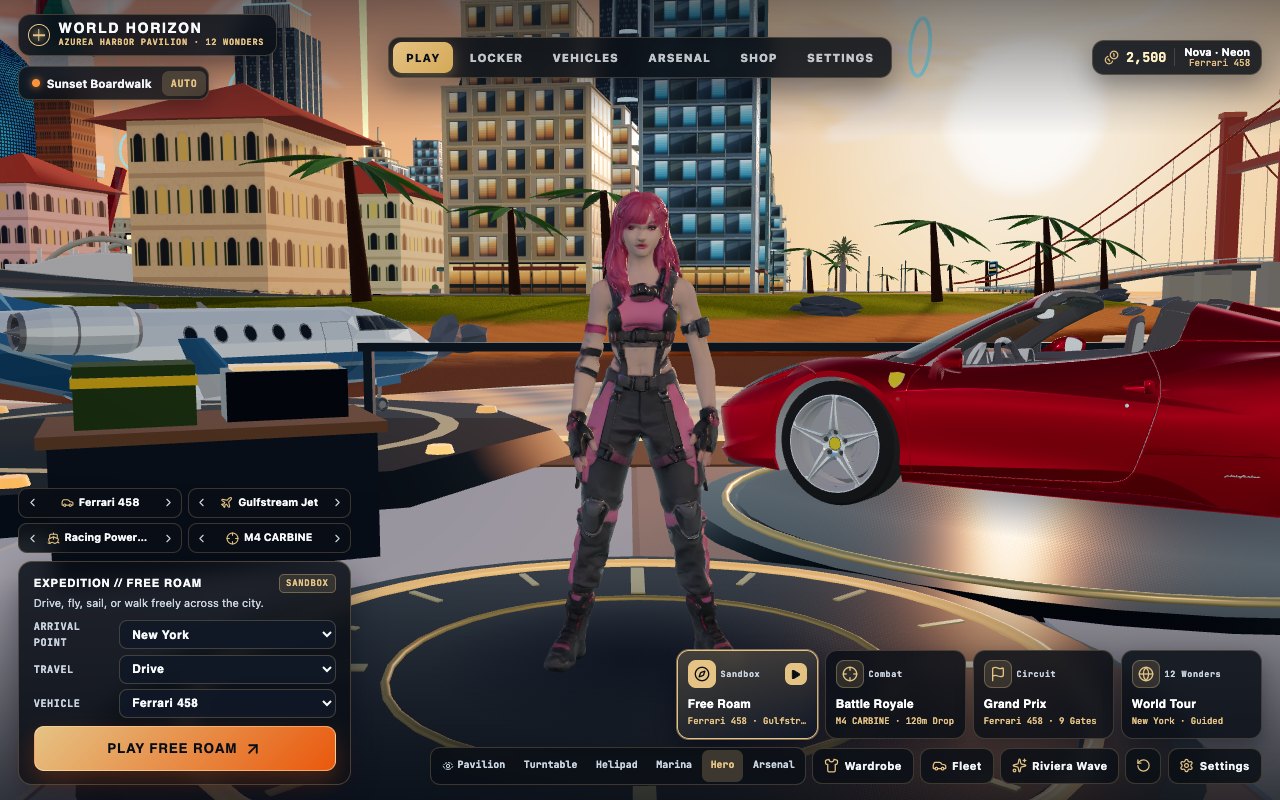 WORLD HORIZON
AZUREA HARBOR PAVILION · 12 WONDERS
Sunset Boardwalk AUTO
PLAY LOCKER VEHICLES ARSENAL SHOP SETTINGS
2,500
Nova · Neon
Ferrari 458
Ferrari 458
Gulfstream Jet
Racing Power...
M4 CARBINE
EXPEDITION // FREE ROAM SANDBOX
Drive, fly, sail, or walk freely across the city.
ARRIVAL POINT New York
TRAVEL Drive
VEHICLE Ferrari 458
PLAY FREE ROAM
Sandbox
Free Roam
Ferrari 458 · Gulfstr…
Combat
Battle Royale
M4 CARBINE · 120m Drop
Circuit
Grand Prix
Ferrari 458 · 9 Gates
12 Wonders
World Tour
New York · Guided
Pavilion Turntable Helipad Marina Hero Arsenal
Wardrobe Fleet Riviera Wave Settings